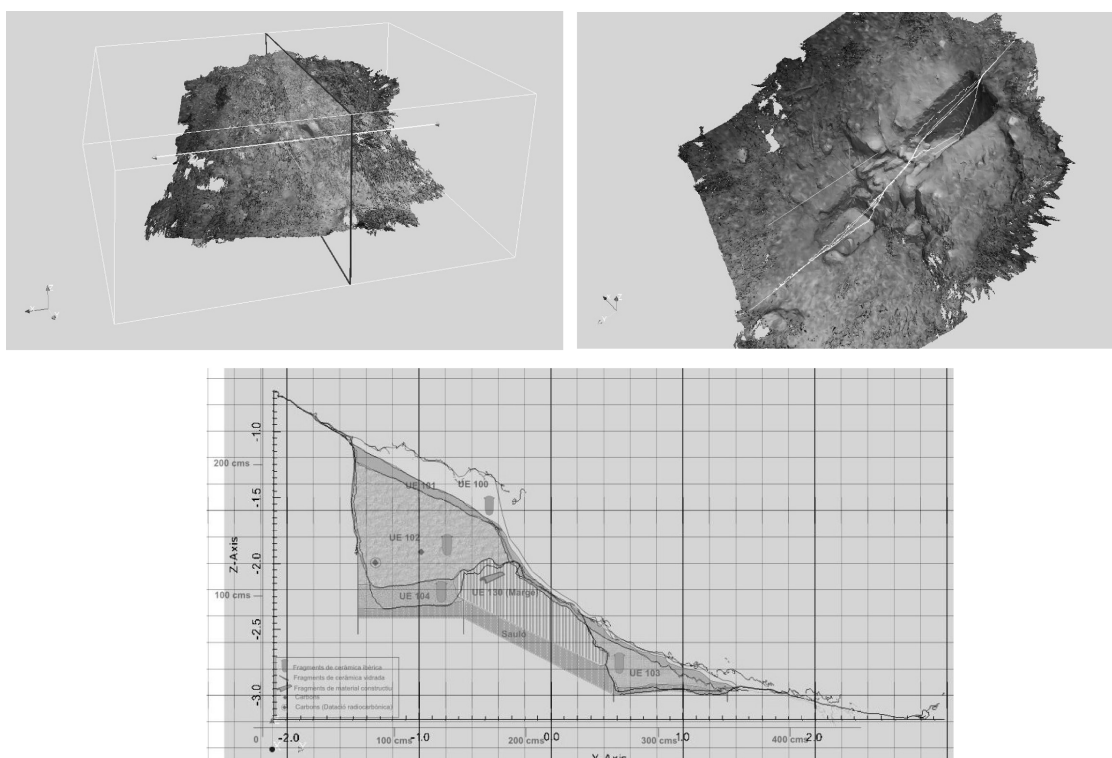 -1.0
200 cms
UE 100
UE 101
-1.5
UE 102
Z-Axis
-2.0
100 cms
UE 104
UE 130 (Marge)
-2.5
Sauló
UE 103
Fragments de ceràmica ibèrica
Fragments de ceràmica vidrada
Fragments de material constructiu
Carbons
Carbons (Datació radiocarbònica)
-3.0
0
-2.0
100 cms
-1.0
200 cms
0.0
300 cms
1.0
400 cms
2.0
Y-Axis